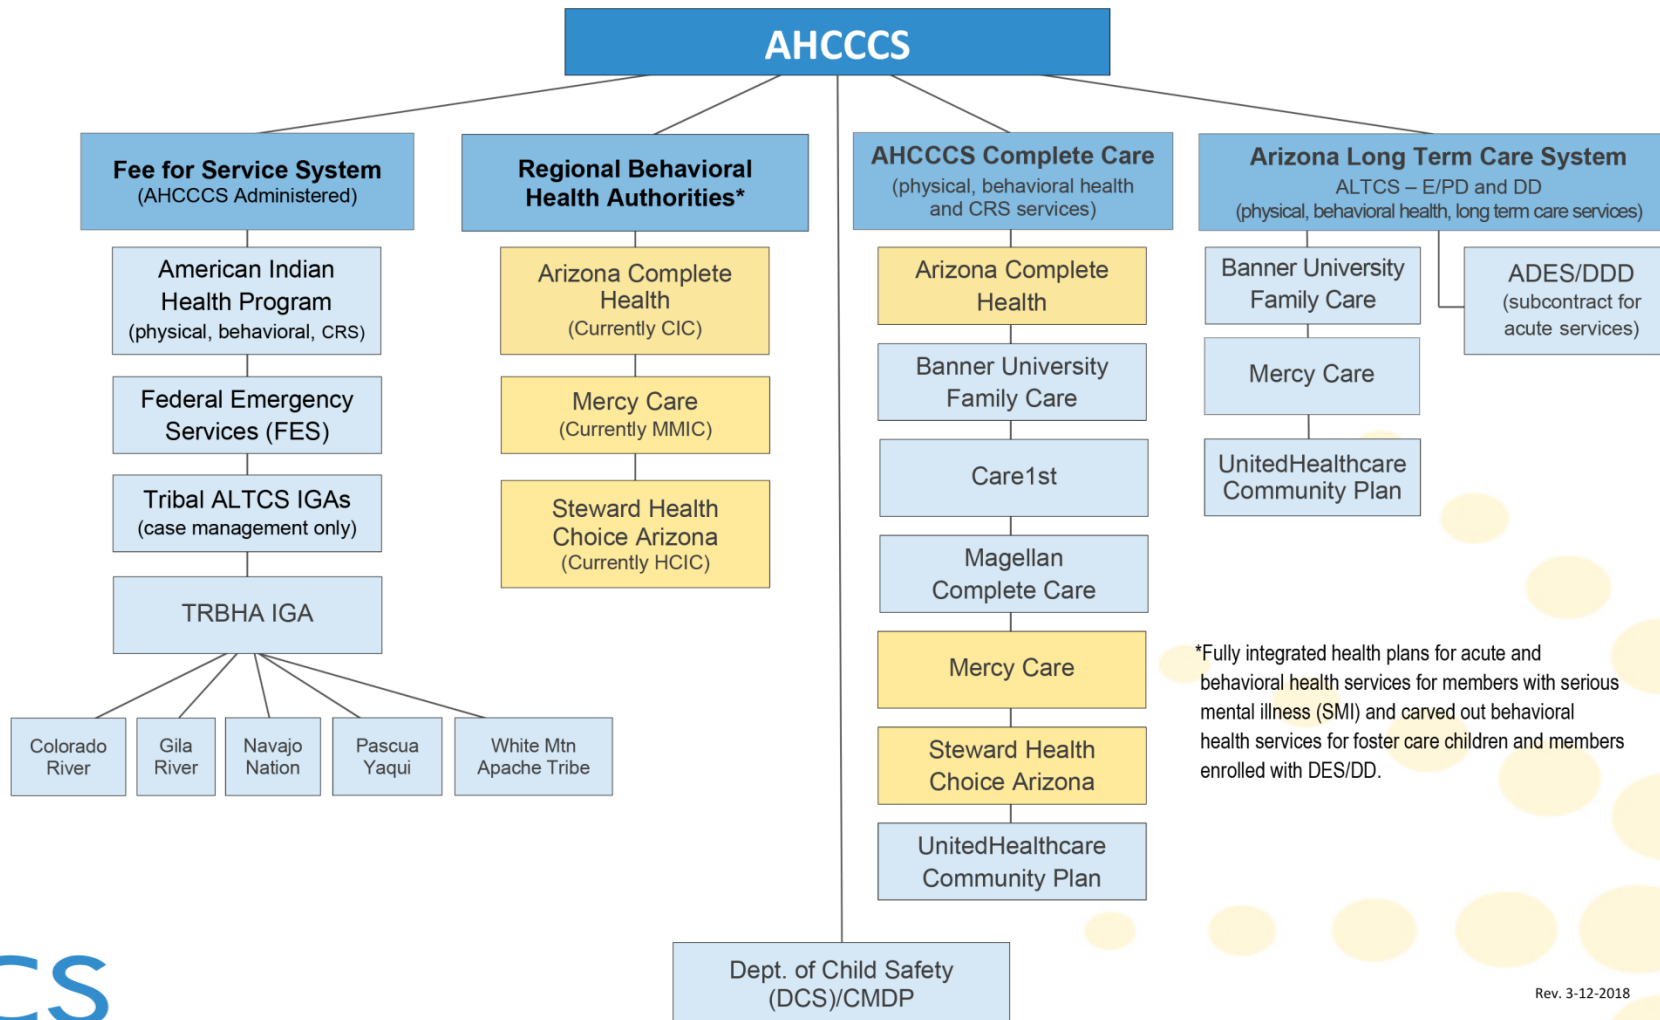 AHCCCS
Fee for Service System
(AHCCCS Administered)
American Indian
Health Program
(physical, behavioral, CRS)
Federal Emergency
Services (FES)
Tribal ALTCS IGAs
(case management only)
TRBHA IGA
Colorado
River
Gila
River
Navajo
Nation
Pascua
Yaqui
White Mtn
Apache Tribe
Regional Behavioral
Health Authorities*
Arizona Complete
Health
(Currently CIC)
Mercy Care
(Currently MMIC)
Steward Health
Choice Arizona
(Currently HCIC)
AHCCCS Complete Care
(physical, behavioral health
and CRS services)
Arizona Complete
Health
Banner University
Family Care
Care1st
Magellan
Complete Care
Mercy Care
Steward Health
Choice Arizona
UnitedHealthcare
Community Plan
Arizona Long Term Care System
ALTCS – E/PD and DD
(physical, behavioral health, long term care services)
Banner University
Family Care
Mercy Care
UnitedHealthcare
Community Plan
ADES/DDD
(subcontract for
acute services)
*Fully integrated health plans for acute and
behavioral health services for members with serious
mental illness (SMI) and carved out behavioral
health services for foster care children and members
enrolled with DES/DD.
Dept. of Child Safety
(DCS)/CMDP
CS
Rev. 3-12-2018